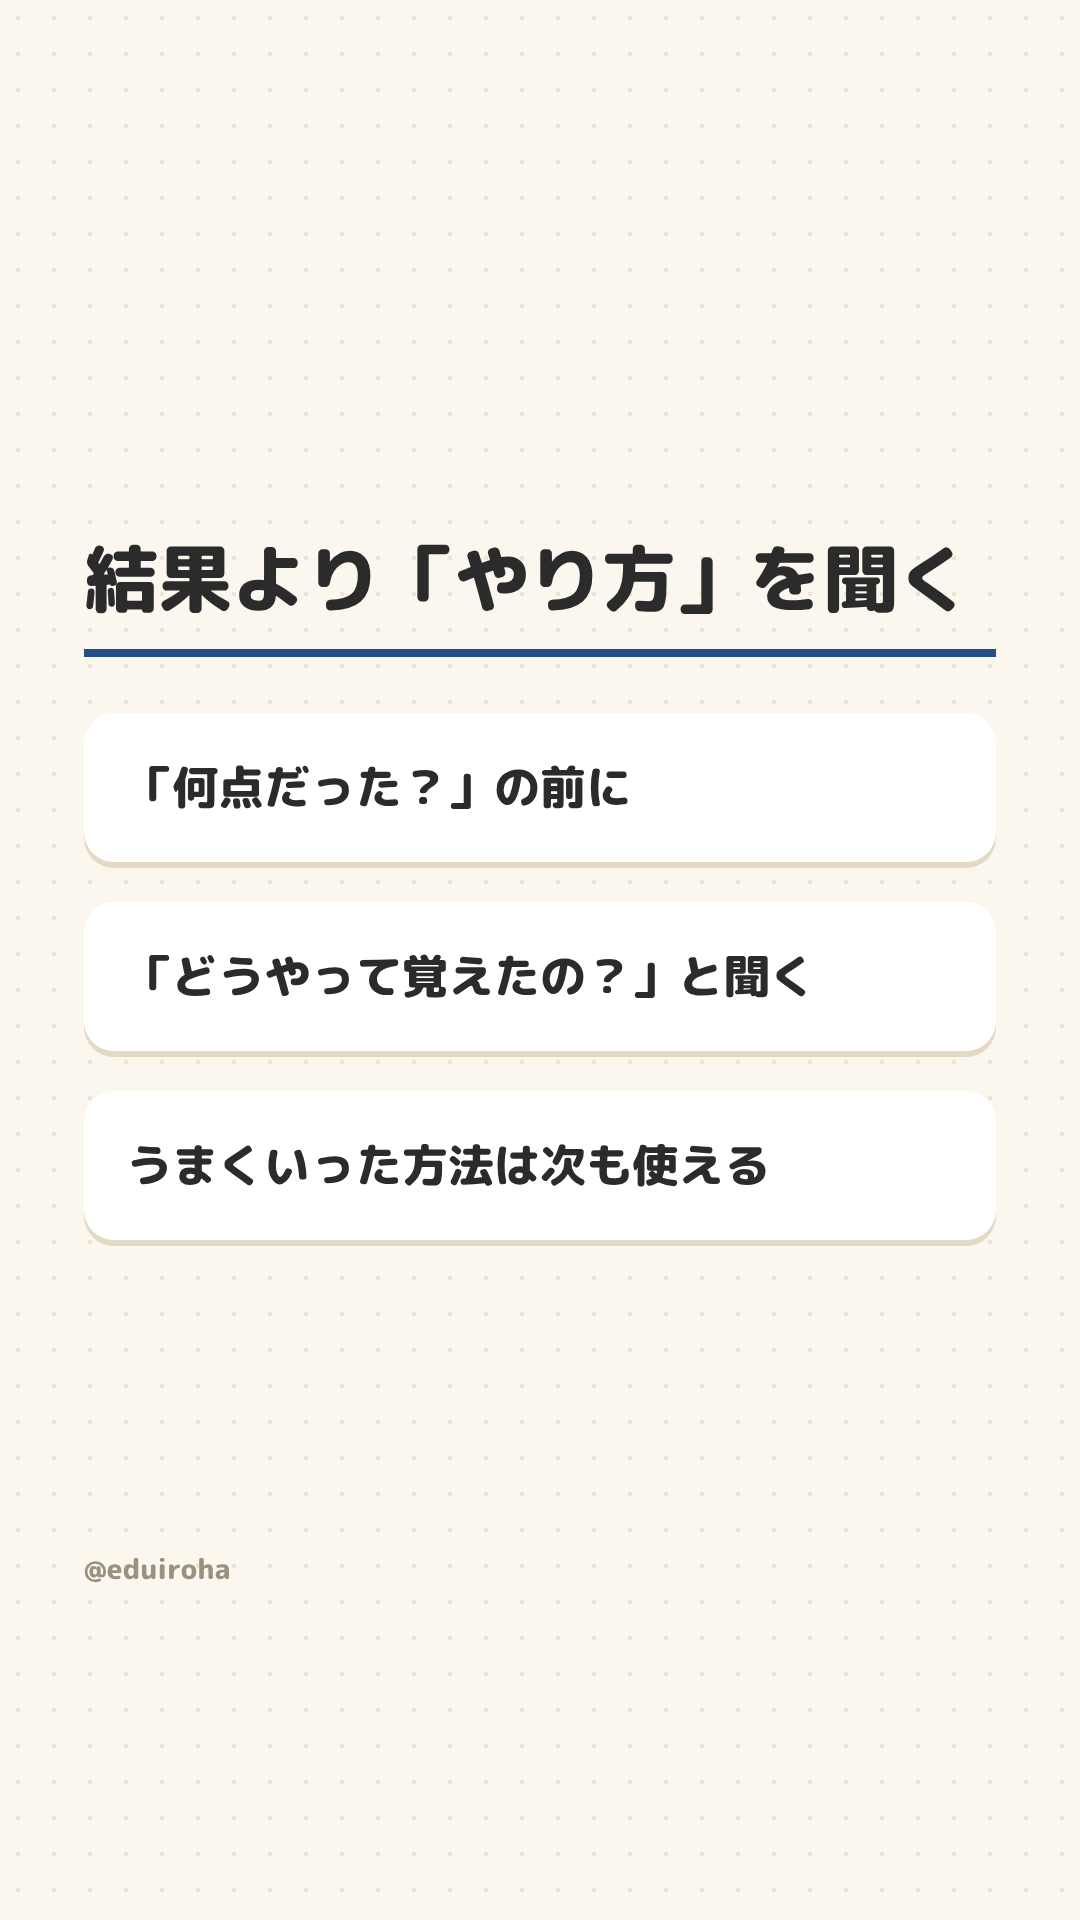 結果より「やり方」を聞く
「何点だった？」の前に
「どうやって覚えたの？」と聞く
うまくいった方法は次も使える
@eduiroha